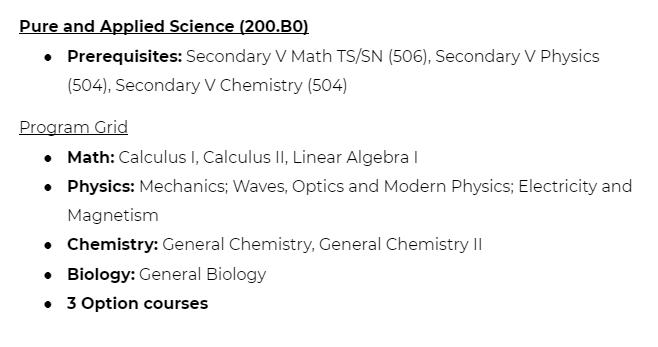 Pure and Applied Science (200.B0)
● Prerequisites: Secondary V Math TS/SN (506), Secondary V Physics
(504), Secondary V Chemistry (504)
Program Grid
● Math: Calculus I, Calculus II, Linear Algebra I
● Physics: Mechanics; Waves, Optics and Modern Physics; Electricity and
Magnetism
● Chemistry: General Chemistry, General Chemistry II
● Biology: General Biology
● 3 Option courses